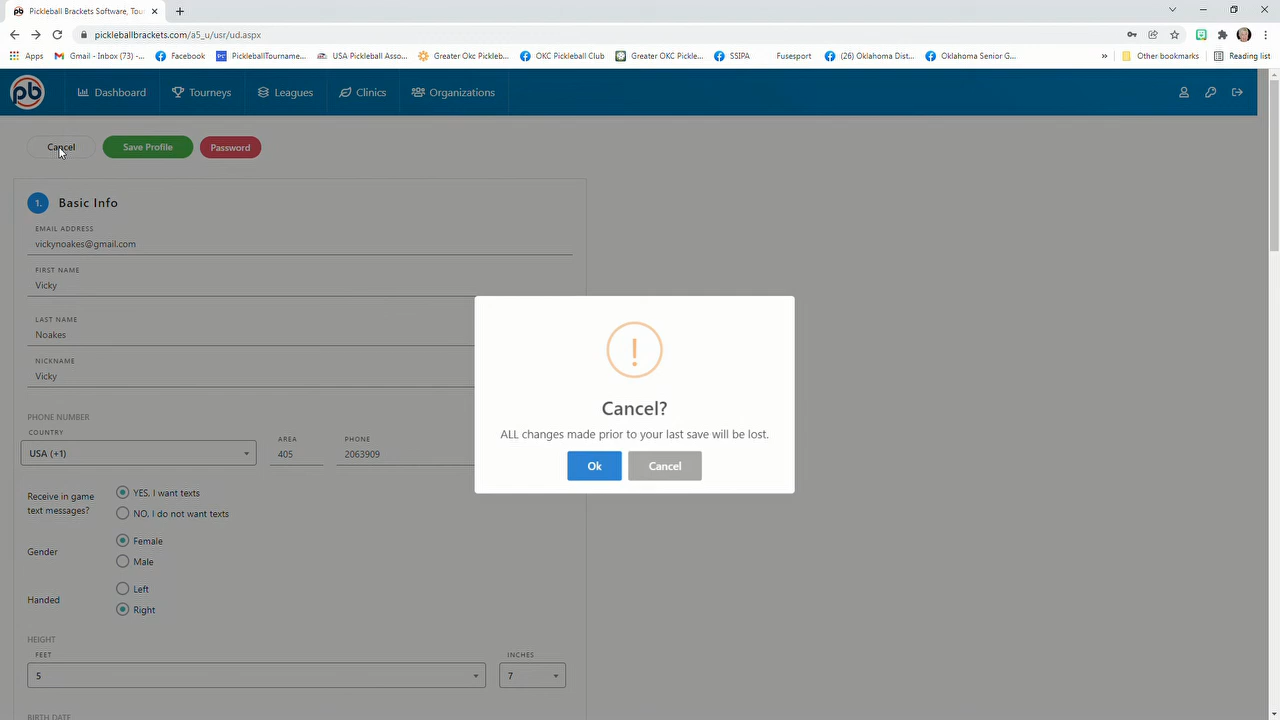 Pickleball Brackets Software, Tou
pickleballbrackets.com/a5_u/usr/ud.aspx
Apps
Gmail - Inbox (73) -...
Facebook
PickleballTourname...
USA Pickleball Asso...
Greater Okc Pickleb...
OKC Pickleball Club
Greater OKC Pickle...
SSIPA
Fusesport
(26) Oklahoma Dist...
Oklahoma Senior G...
»
Other bookmarks
Reading list
pb
Dashboard
Tourneys
Leagues
Clinics
Organizations
Cancel
Save Profile
Password
1. Basic Info
EMAIL ADDRESS
vickynoakes@gmail.com
FIRST NAME
Vicky
LAST NAME
Noakes
NICKNAME
Vicky
PHONE NUMBER
COUNTRY
USA (+1)
AREA
405
PHONE
2063909
Receive in game
text messages?
YES, I want texts
NO, I do not want texts
Gender
Female
Male
Handed
Left
Right
HEIGHT
FEET
5
INCHES
7
BIRTH DATE
!
Cancel?
ALL changes made prior to your last save will be lost.
Ok
Cancel